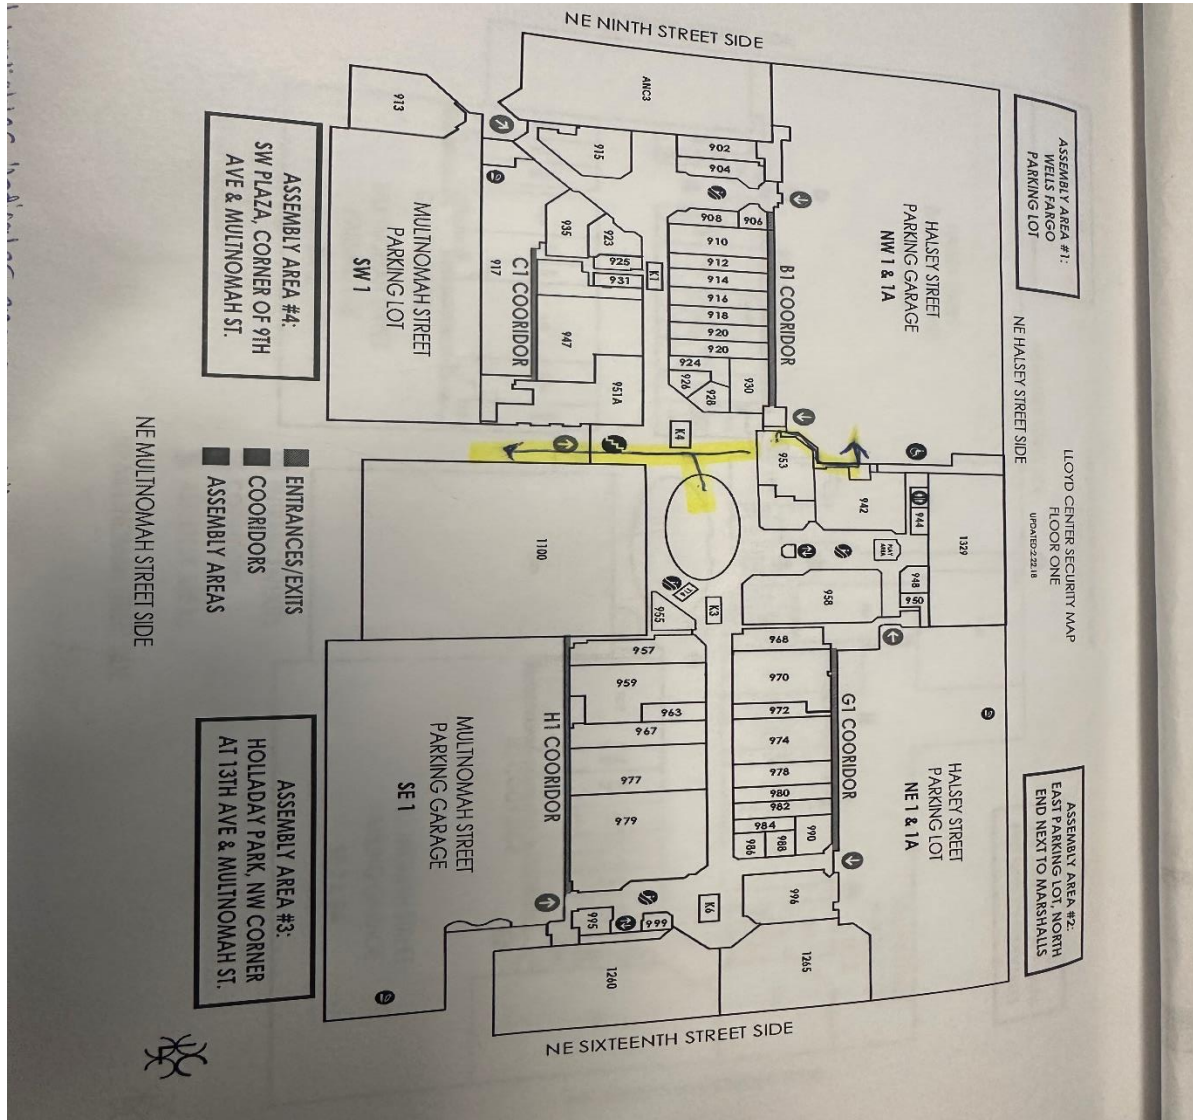 LLOYD CENTER SECURITY MAP
FLOOR ONE
UPDATED:2.22.18
ASSEMBLY AREA #1:
WELLS FARGO
PARKING LOT
NE HALSEY STREET SIDE
ASSEMBLY AREA #2:
EAST PARKING LOT, NORTH
END NEXT TO MARSHALLS
HALSEY STREET
PARKING GARAGE
NW 1 & 1A
HALSEY STREET
PARKING LOT
NE 1 & 1A
NE NINTH STREET SIDE
NE SIXTEENTH STREET SIDE
1329
944
942
948
950
PLAY
AREA
953
958
B1 COORIDOR
G1 COORIDOR
ANC3
902
904
906
908
910
912
914
916
918
920
920
924
926
928
930
968
970
972
974
978
980
982
984
986
988
990
996
1265
K1
K4
K3
K6
915
923
925
931
935
947
951A
913
917
C1 COORIDOR
955
957
959
963
967
977
979
995
999
1260
H1 COORIDOR
1100
MULTNOMAH STREET
PARKING LOT
SW 1
MULTNOMAH STREET
PARKING GARAGE
SE 1
ASSEMBLY AREA #4:
SW PLAZA, CORNER OF 9TH
AVE & MULTNOMAH ST.
ENTRANCES/EXITS
COORIDORS
ASSEMBLY AREAS
ASSEMBLY AREA #3:
HOLLADAY PARK, NW CORNER
AT 13TH AVE & MULTNOMAH ST.
NE MULTNOMAH STREET SIDE